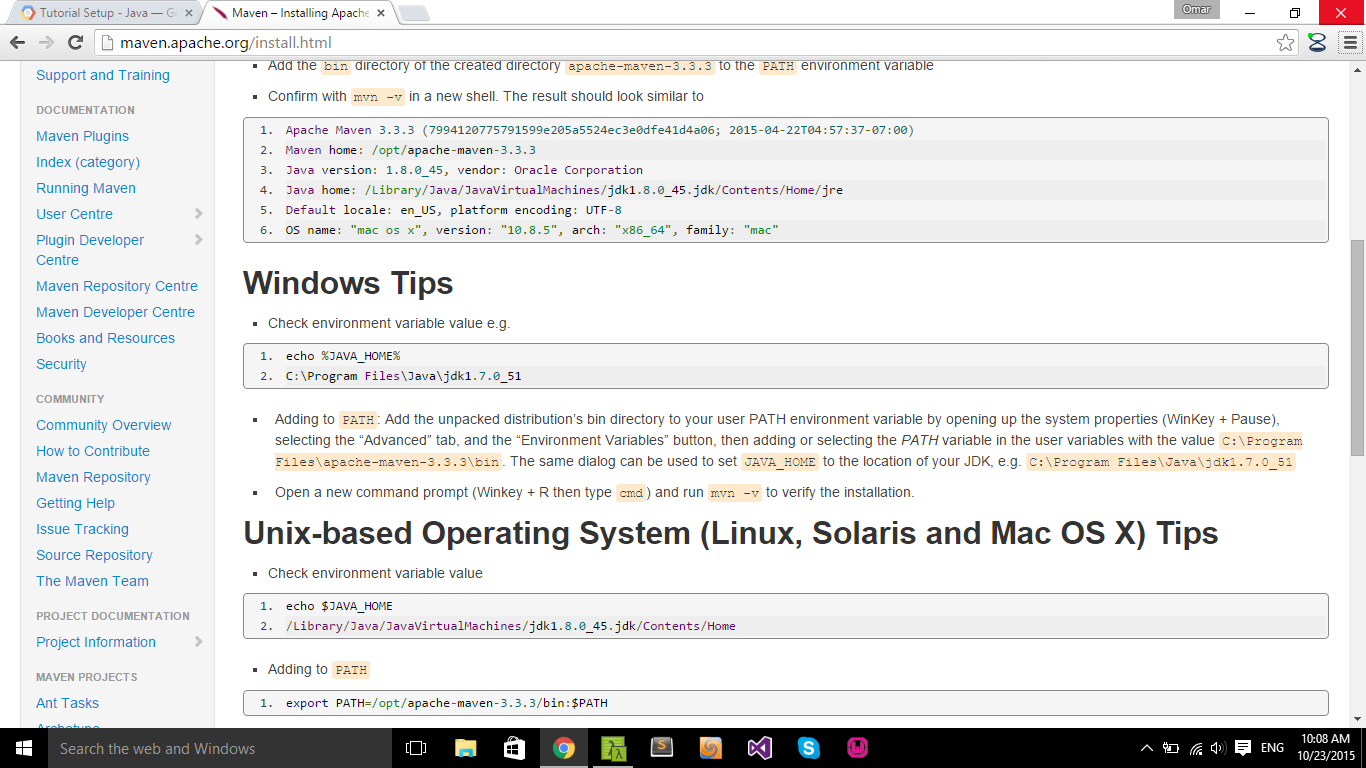 Tutorial Setup - Java — G
Maven – Installing Apache
Omar
maven.apache.org/install.html
Support and Training
DOCUMENTATION
Maven Plugins
Index (category)
Running Maven
User Centre
Plugin Developer
Centre
Maven Repository Centre
Maven Developer Centre
Books and Resources
Security
COMMUNITY
Community Overview
How to Contribute
Maven Repository
Getting Help
Issue Tracking
Source Repository
The Maven Team
PROJECT DOCUMENTATION
Project Information
MAVEN PROJECTS
Ant Tasks
Archetype
Add the bin directory of the created directory apache-maven-3.3.3 to the PATH environment variable
Confirm with mvn -v in a new shell. The result should look similar to
1. Apache Maven 3.3.3 (7994120775791599e205a5524ec3e0dfe41d4a06; 2015-04-22T04:57:37-07:00)
2. Maven home: /opt/apache-maven-3.3.3
3. Java version: 1.8.0_45, vendor: Oracle Corporation
4. Java home: /Library/Java/JavaVirtualMachines/jdk1.8.0_45.jdk/Contents/Home/jre
5. Default locale: en_US, platform encoding: UTF-8
6. OS name: "mac os x", version: "10.8.5", arch: "x86_64", family: "mac"
Windows Tips
Check environment variable value e.g.
1. echo %JAVA_HOME%
2. C:\Program Files\Java\jdk1.7.0_51
Adding to PATH: Add the unpacked distribution’s bin directory to your user PATH environment variable by opening up the system properties (WinKey + Pause),
selecting the “Advanced” tab, and the “Environment Variables” button, then adding or selecting the PATH variable in the user variables with the value C:\Program
Files\apache-maven-3.3.3\bin. The same dialog can be used to set JAVA_HOME to the location of your JDK, e.g. C:\Program Files\Java\jdk1.7.0_51
Open a new command prompt (Winkey + R then type cmd) and run mvn -v to verify the installation.
Unix-based Operating System (Linux, Solaris and Mac OS X) Tips
Check environment variable value
1. echo $JAVA_HOME
2. /Library/Java/JavaVirtualMachines/jdk1.8.0_45.jdk/Contents/Home
Adding to PATH
1. export PATH=/opt/apache-maven-3.3.3/bin:$PATH
Search the web and Windows
ENG
10:08 AM
10/23/2015